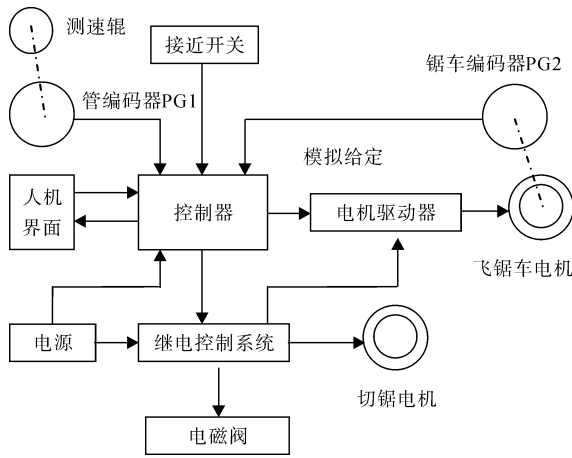 测速辊
接近开关
管编码器PG1
锯车编码器PG2
模拟给定
人机
界面
控制器
电机驱动器
飞锯车电机
电源
继电控制系统
切锯电机
电磁阀